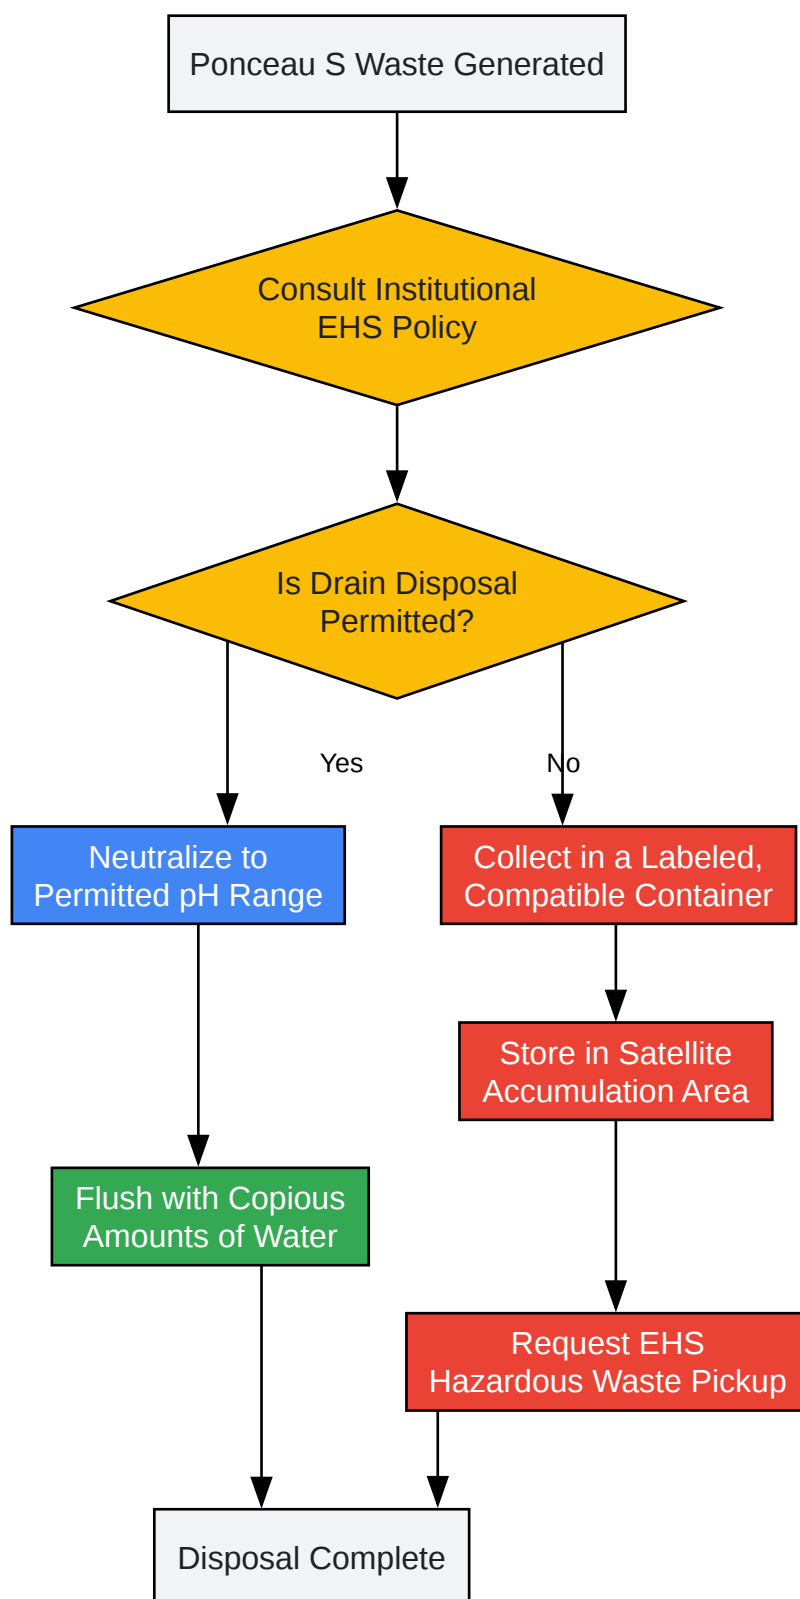 Ponceau S Waste Generated
Consult Institutional
EHS Policy
Is Drain Disposal
Permitted?
Yes
No
Neutralize to
Permitted pH Range
Collect in a Labeled,
Compatible Container
Store in Satellite
Accumulation Area
Flush with Copious
Amounts of Water
Request EHS
Hazardous Waste Pickup
Disposal Complete